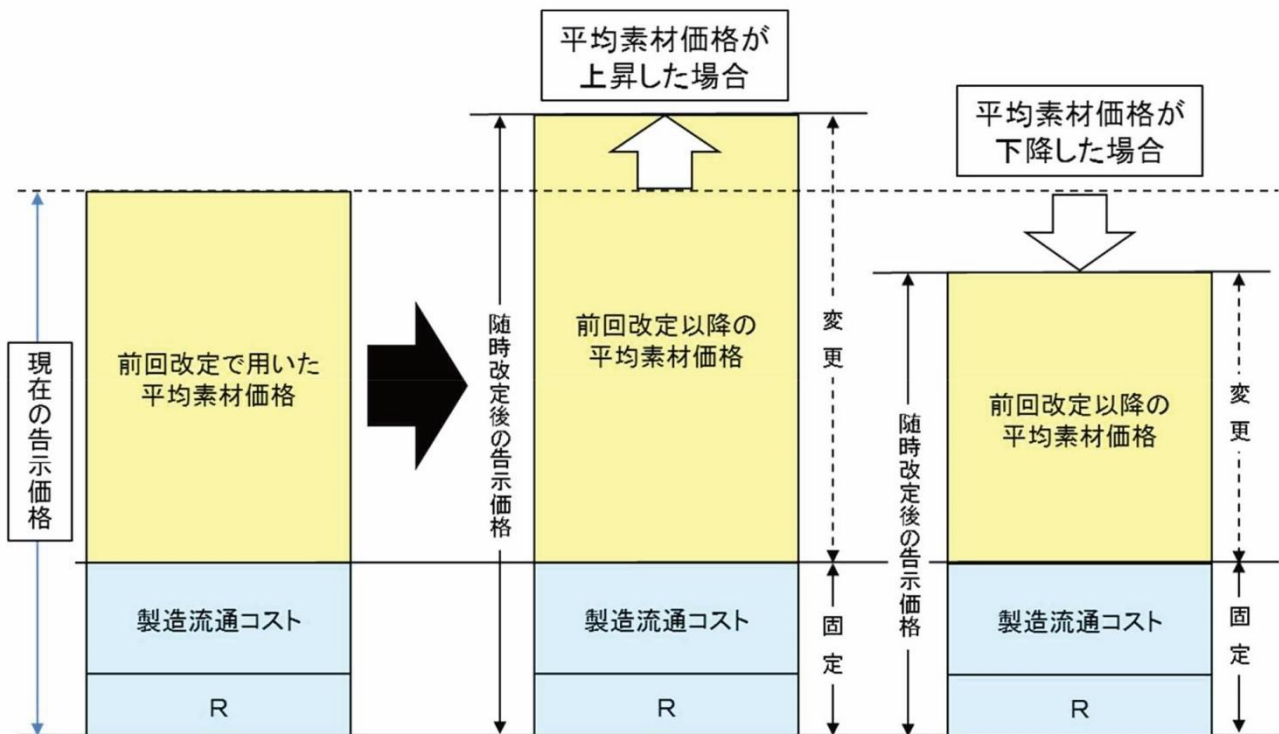 平均素材価格が
上昇した場合
平均素材価格が
下降した場合
現在の告示価格
前回改定で用いた
平均素材価格
随時改定後の告示価格
前回改定以降の
平均素材価格
変更
随時改定後の告示価格
前回改定以降の
平均素材価格
変更
製造流通コスト
製造流通コスト
固定
製造流通コスト
固定
R
R
R